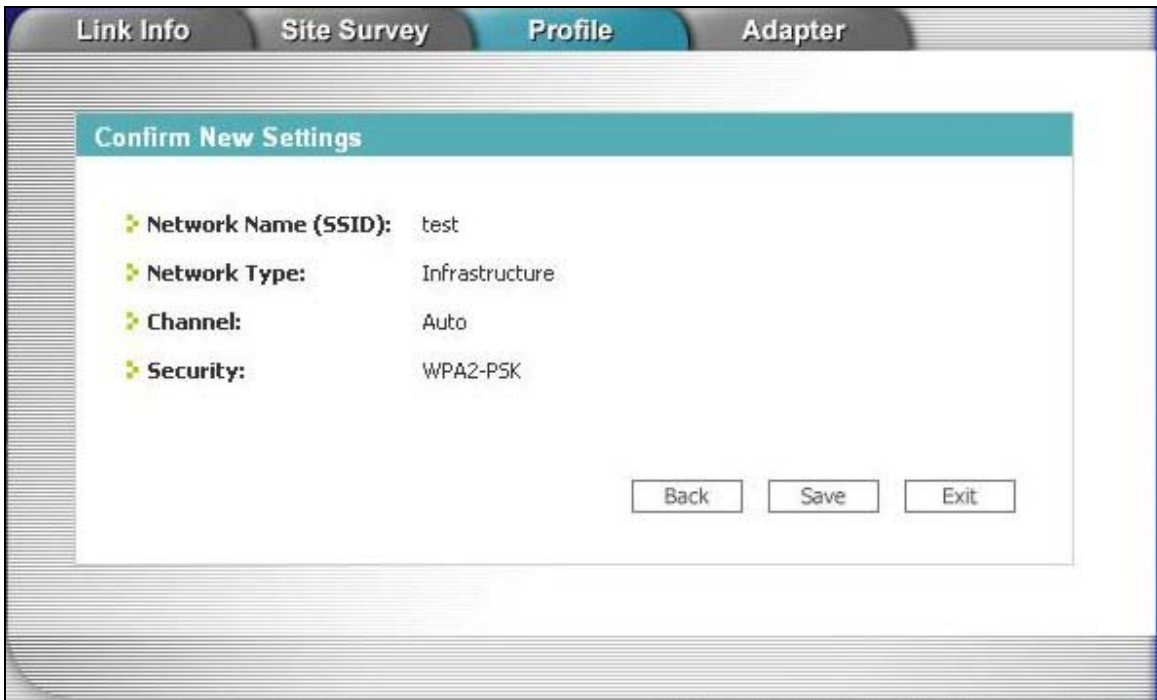 Link Info Site Survey Profile Adapter
Confirm New Settings
Network Name (SSID): test
Network Type: Infrastructure
Channel: Auto
Security: WPA2-PSK
Back Save Exit